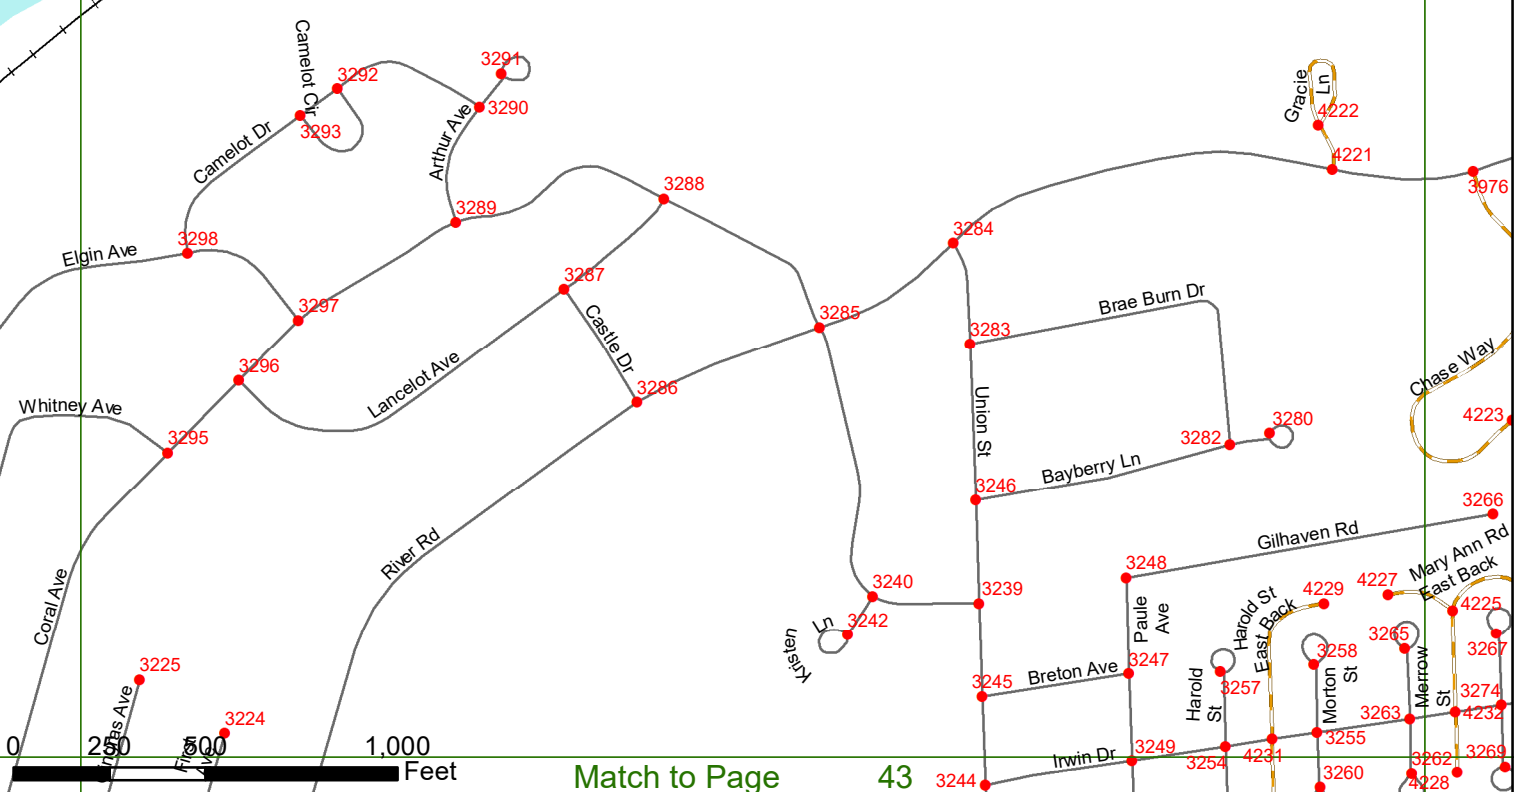 Camelot Cir
3292
3291
3290
3293
Camelot Dr
Arthur Ave
Gracie
Ln
4222
4221
3976
3288
3289
3298
Elgin Ave
3284
3287
3297
3285
3283
Brae Burn Dr
Castle Dr
Chase Way
3296
Lancelot Ave
3286
Whitney Ave
3295
Union St
3280
3282
4223
Bayberry Ln
3246
3266
Gilhaven Rd
River Rd
Mary Ann Rd
East Back
3248
3240
3239
4229
4227
4225
Coral Ave
Kristen
Ln
3242
Paule
Ave
Harold St
East Back
3265
3267
3258
3225
3245
Breton Ave
3247
3257
Harold
St
Morton
St
Merrow
St
3274
3263
4232
3224
3255
3249
Irwin Dr
3254
4231
3262
3269
3244
3260
4228
Ave
0 250 500 1,000
Feet
Match to Page 43